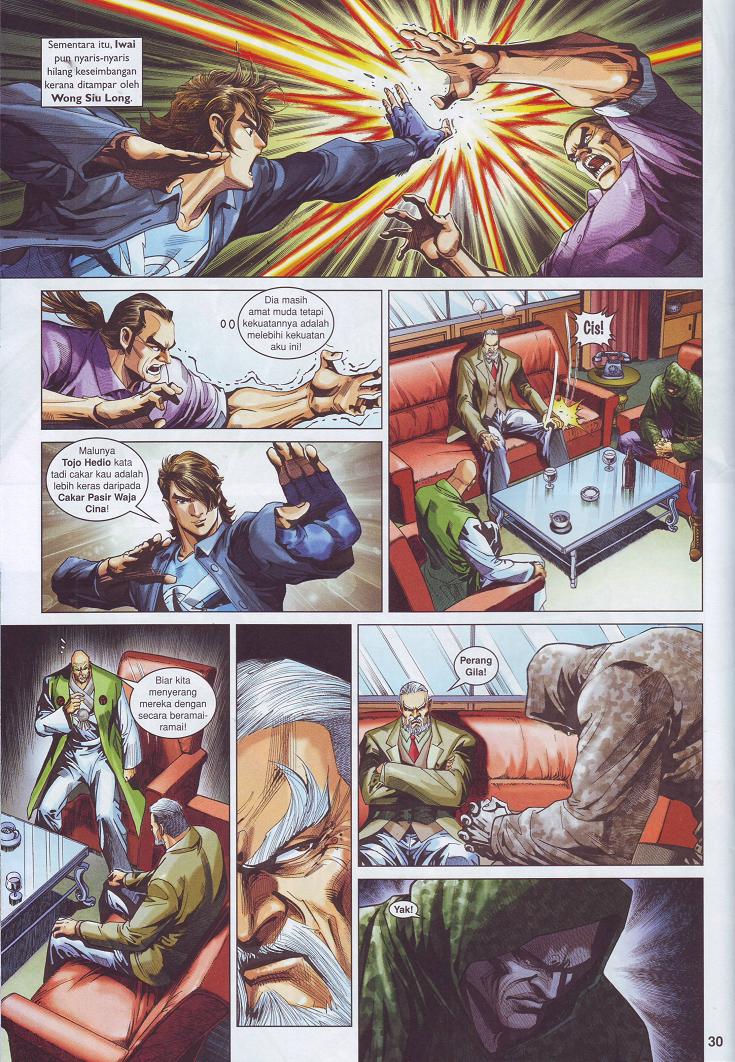 Sementara itu, Iwai
pun nyaris-nyaris
hilang keseimbangan
kerana ditampar oleh
Wong Siu Long.
Dia masih
amat muda tetapi
kekuatannya adalah
melebihi kekuatan
aku ini!
Cis!
Malunya
Tojo Hedio kata
tadi cakar kau adalah
lebih keras daripada
Cakar Pasir Waja
Cina!
Biar kita
menyerang
mereka dengan
secara beramai-
ramai!
Perang
Gila!
Yak!
30